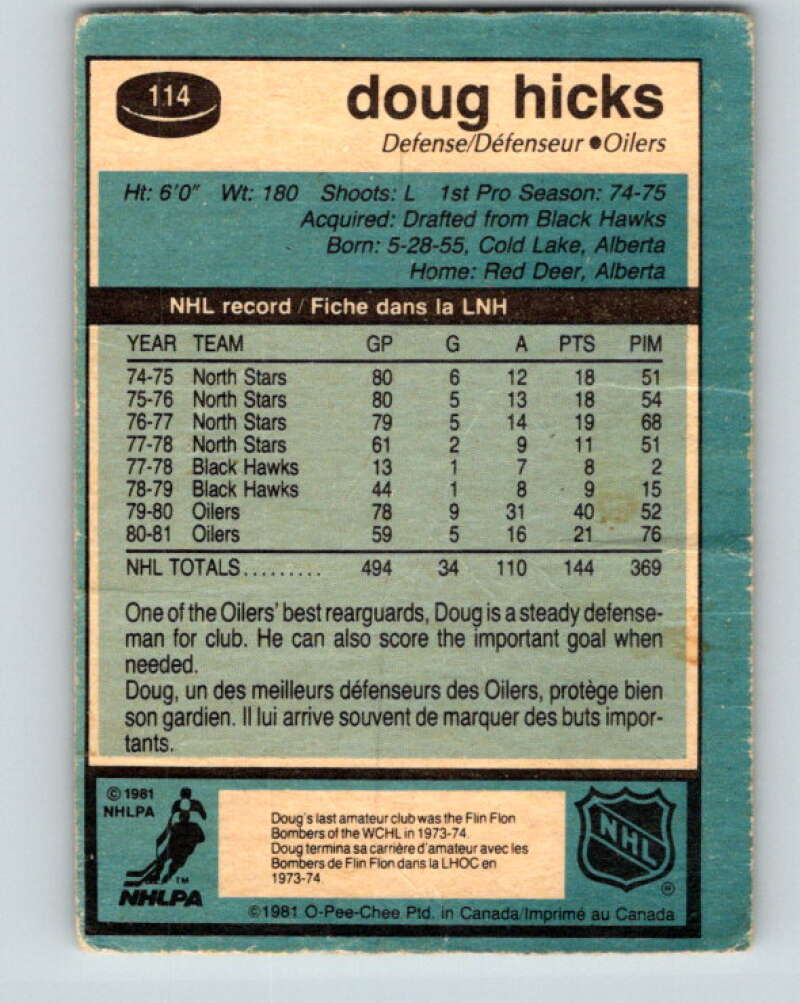 114
doug hicks
Defense/Défenseur ●Oilers
Ht: 6'0" Wt: 180 Shoots: L 1st Pro Season: 74-75
Acquired: Drafted from Black Hawks
Born: 5-28-55, Cold Lake, Alberta
Home: Red Deer, Alberta
NHL record / Fiche dans la LNH
YEAR TEAM GP G A PTS PIM
74-75 North Stars 80 6 12 18 51
75-76 North Stars 80 5 13 18 54
76-77 North Stars 79 5 14 19 68
77-78 North Stars 61 2 9 11 51
77-78 Black Hawks 13 1 7 8 2
78-79 Black Hawks 44 1 8 9 15
79-80 Oilers 78 9 31 40 52
80-81 Oilers 59 5 16 21 76
NHL TOTALS......... 494 34 110 144 369
One of the Oilers' best rearguards, Doug is a steady defense-
man for club. He can also score the important goal when
needed.
Doug, un des meilleurs défenseurs des Oilers, protège bien
son gardien. Il lui arrive souvent de marquer des buts impor-
tants.
© 1981
NHLPA
TM
NHLPA
Doug's last amateur club was the Flin Flon
Bombers of the WCHL in 1973-74.
Doug termina sa carrière d'amateur avec les
Bombers de Flin Flon dans la LHOC en
1973-74.
NHL
®
©1981 O-Pee-Chee Ptd. in Canada/Imprimé au Canada